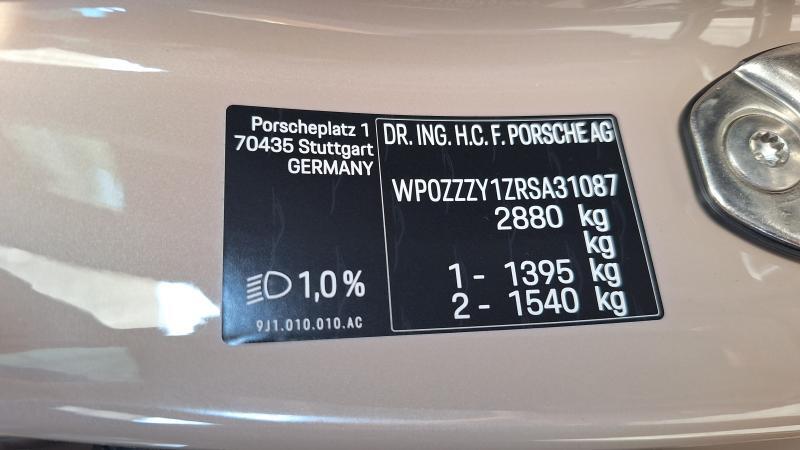 Porscheplatz 1
70435 Stuttgart
GERMANY
1,0 %
9J1.010.010.AC
DR. ING. H.C. F. PORSCHE AG
WP0ZZZY1ZRSA31087
2880 kg
kg
1 - 1395 kg
2 - 1540 kg